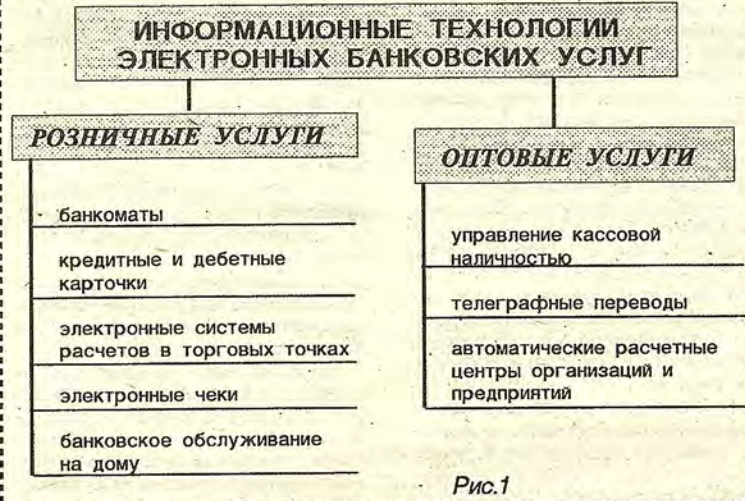 ИНФОРМАЦИОННЫЕ ТЕХНОЛОГИИ
ЭЛЕКТРОННЫХ БАНКОВСКИХ УСЛУГ
РОЗНИЧНЫЕ УСЛУГИ
банкоматы
кредитные и дебетные
карточки
электронные системы
расчетов в торговых точках
электронные чеки
банковское обслуживание
на дому
ОПТОВЫЕ УСЛУГИ
управление кассовой
наличностью
телеграфные переводы
автоматические расчетные
центры организаций и
предприятий
Рис.1